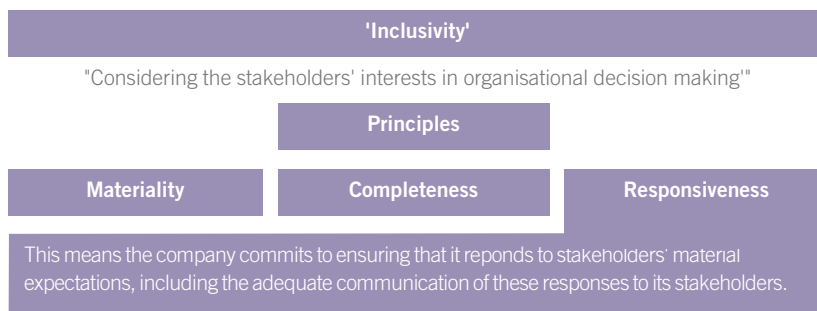 'Inclusivity'
"Considering the stakeholders' interests in organisational decision making'"
Principles
Materiality Completeness Responsiveness
This means the company commits to ensuring that it reponds to stakeholders' material
expectations, including the adequate communication of these responses to its stakeholders.